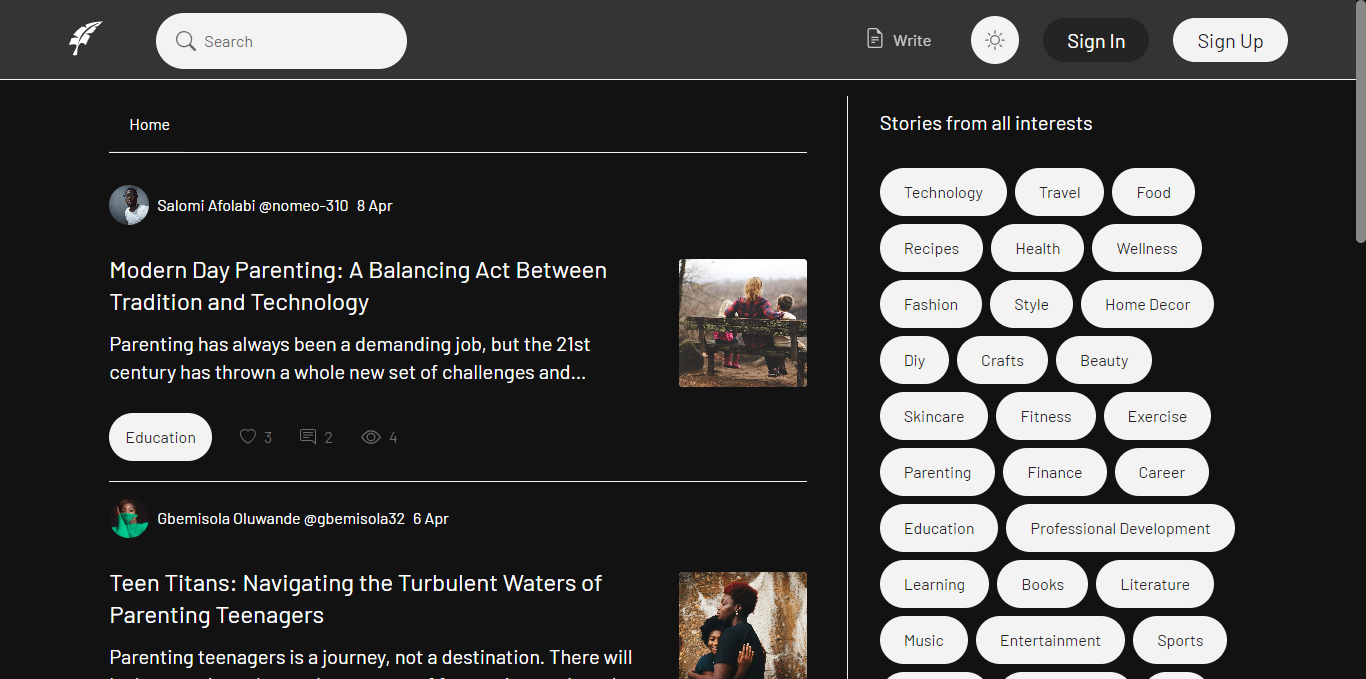 Search
Write
Sign In
Sign Up
Home
Salomi Afolabi @nomeo-310 8 Apr
Modern Day Parenting: A Balancing Act Between
Tradition and Technology
Parenting has always been a demanding job, but the 21st
century has thrown a whole new set of challenges and...
Education
3
2
4
Gbemisola Oluwande @gbemisola32 6 Apr
Teen Titans: Navigating the Turbulent Waters of
Parenting Teenagers
Parenting teenagers is a journey, not a destination. There will
Stories from all interests
Technology Travel Food
Recipes Health Wellness
Fashion Style Home Decor
Diy Crafts Beauty
Skincare Fitness Exercise
Parenting Finance Career
Education Professional Development
Learning Books Literature
Music Entertainment Sports